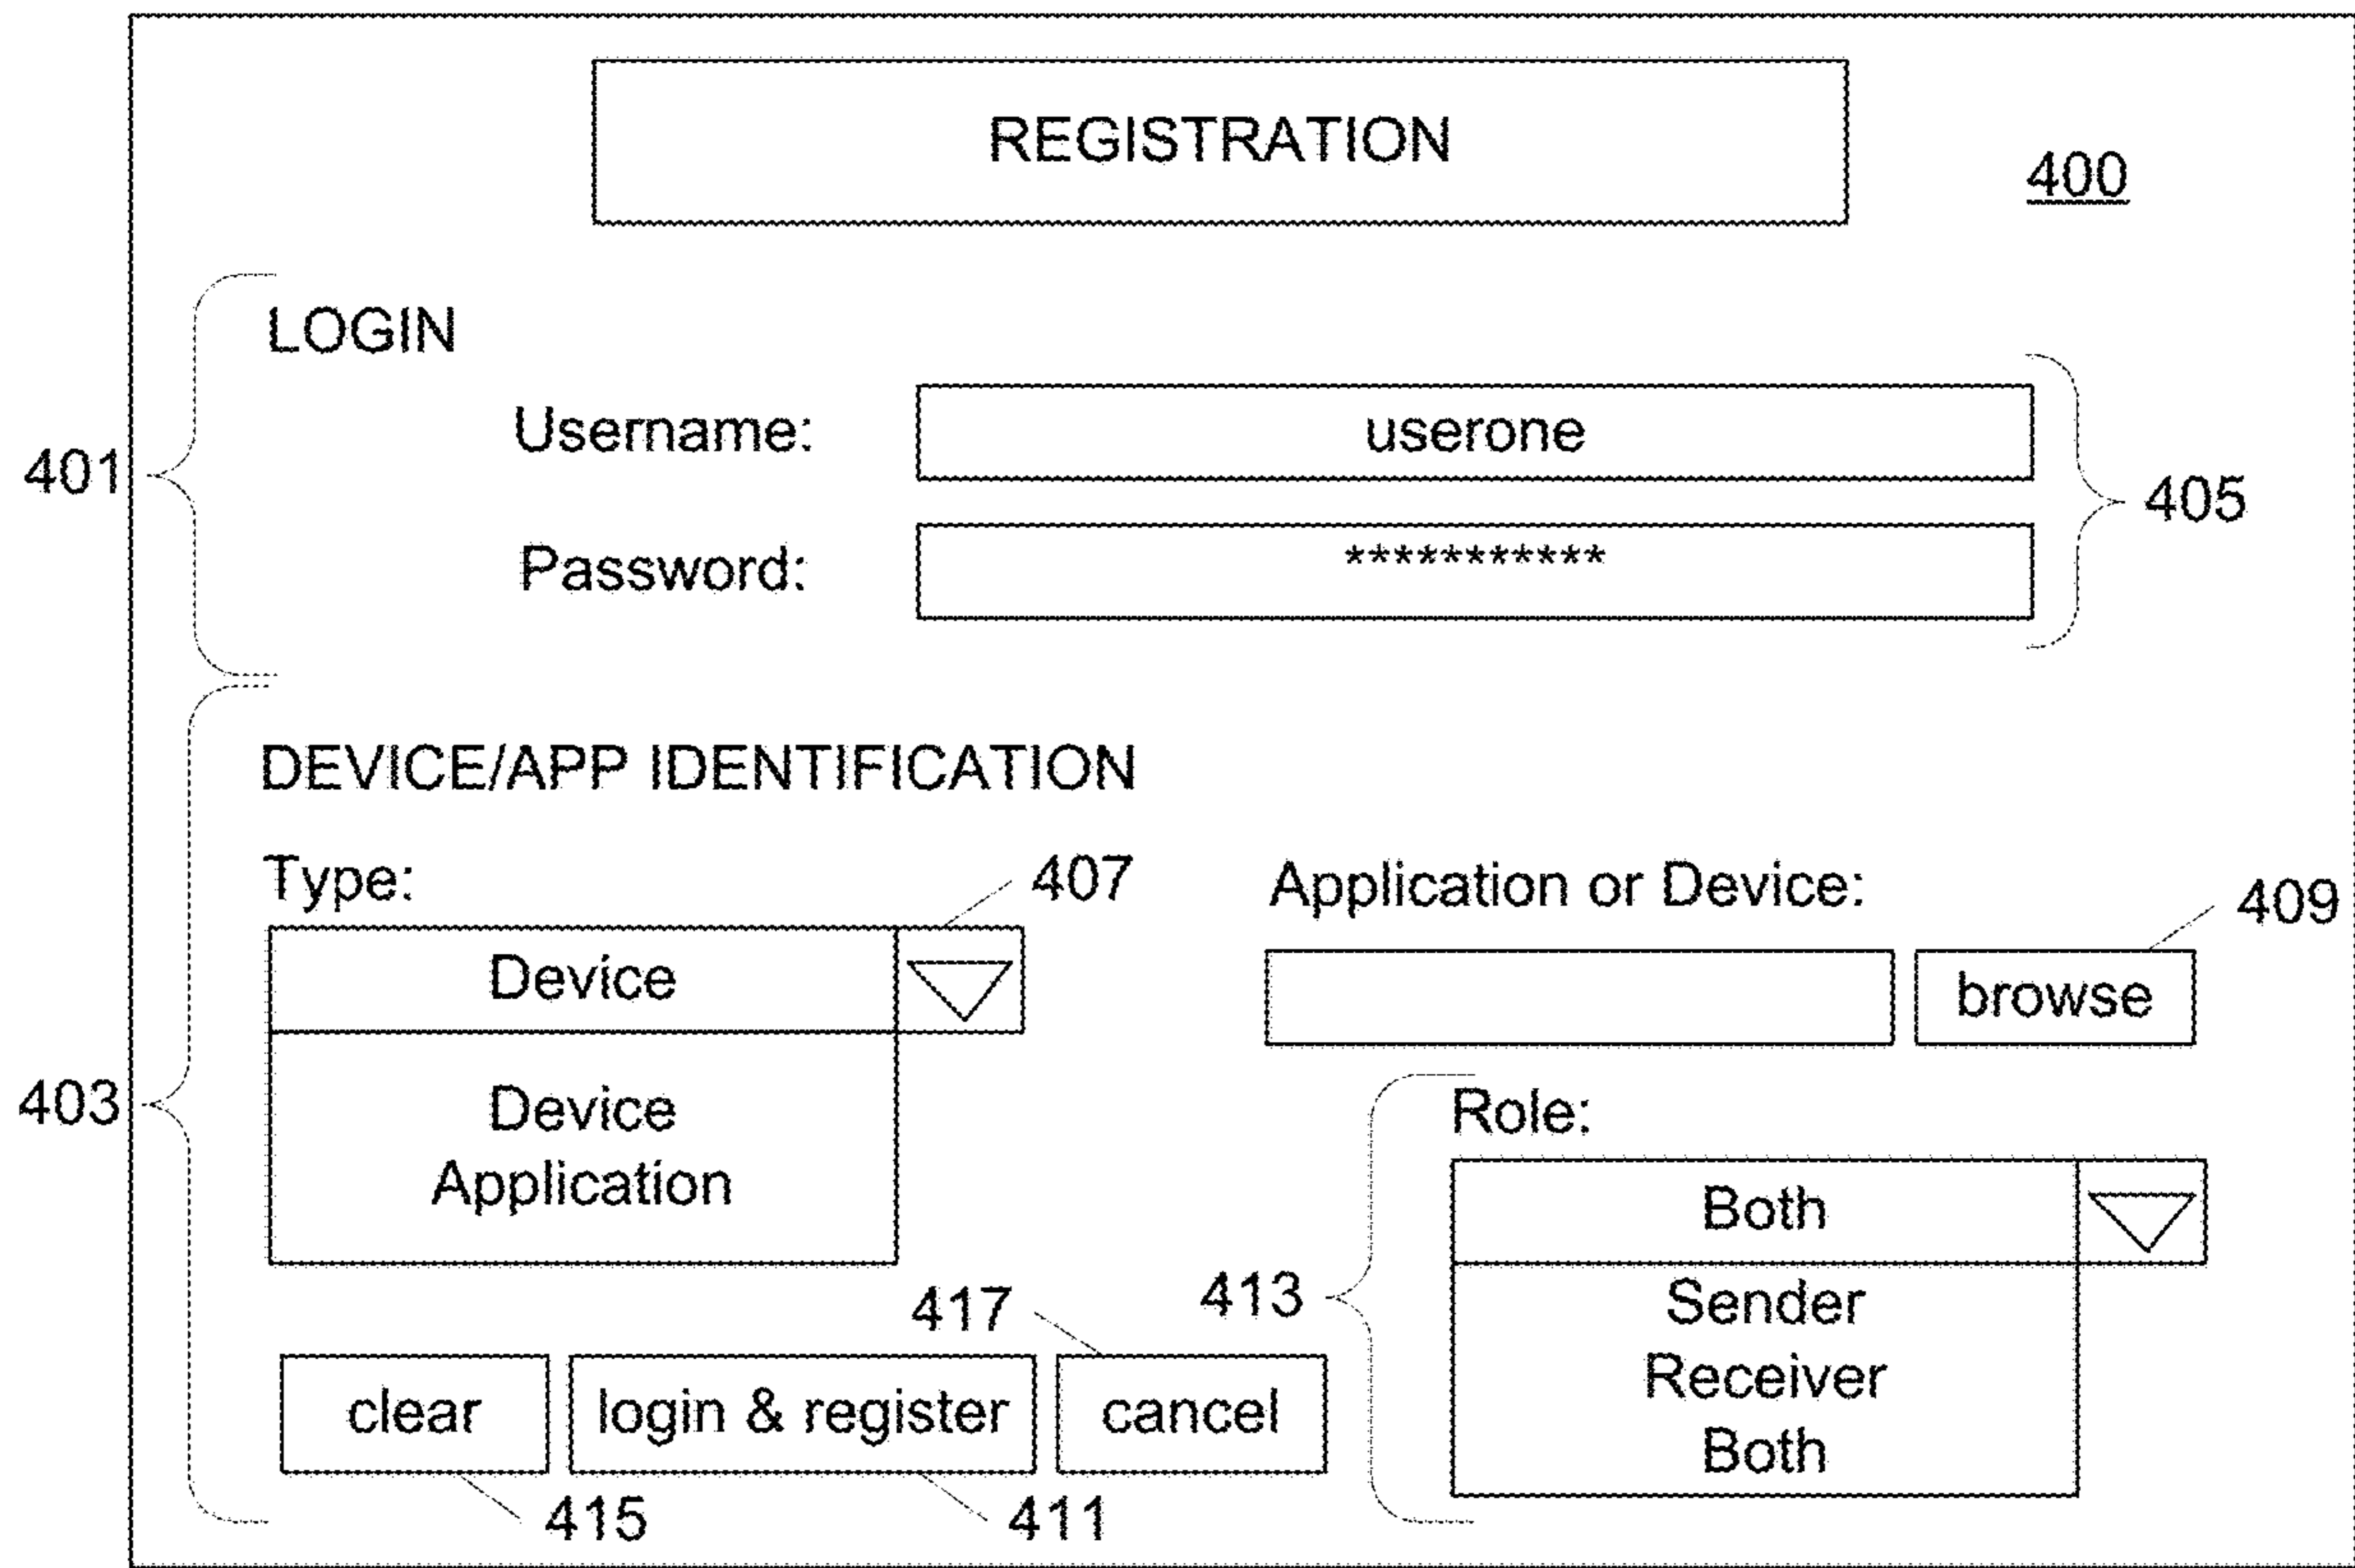 REGISTRATION
400
LOGIN
Username: userone
401
405
Password: ***********
DEVICE/APP IDENTIFICATION
Type: 407 Application or Device: 409
Device browse
403
Device
Application
Role:
Both
413
Sender
Receiver
Both
417
clear login & register cancel
415 411